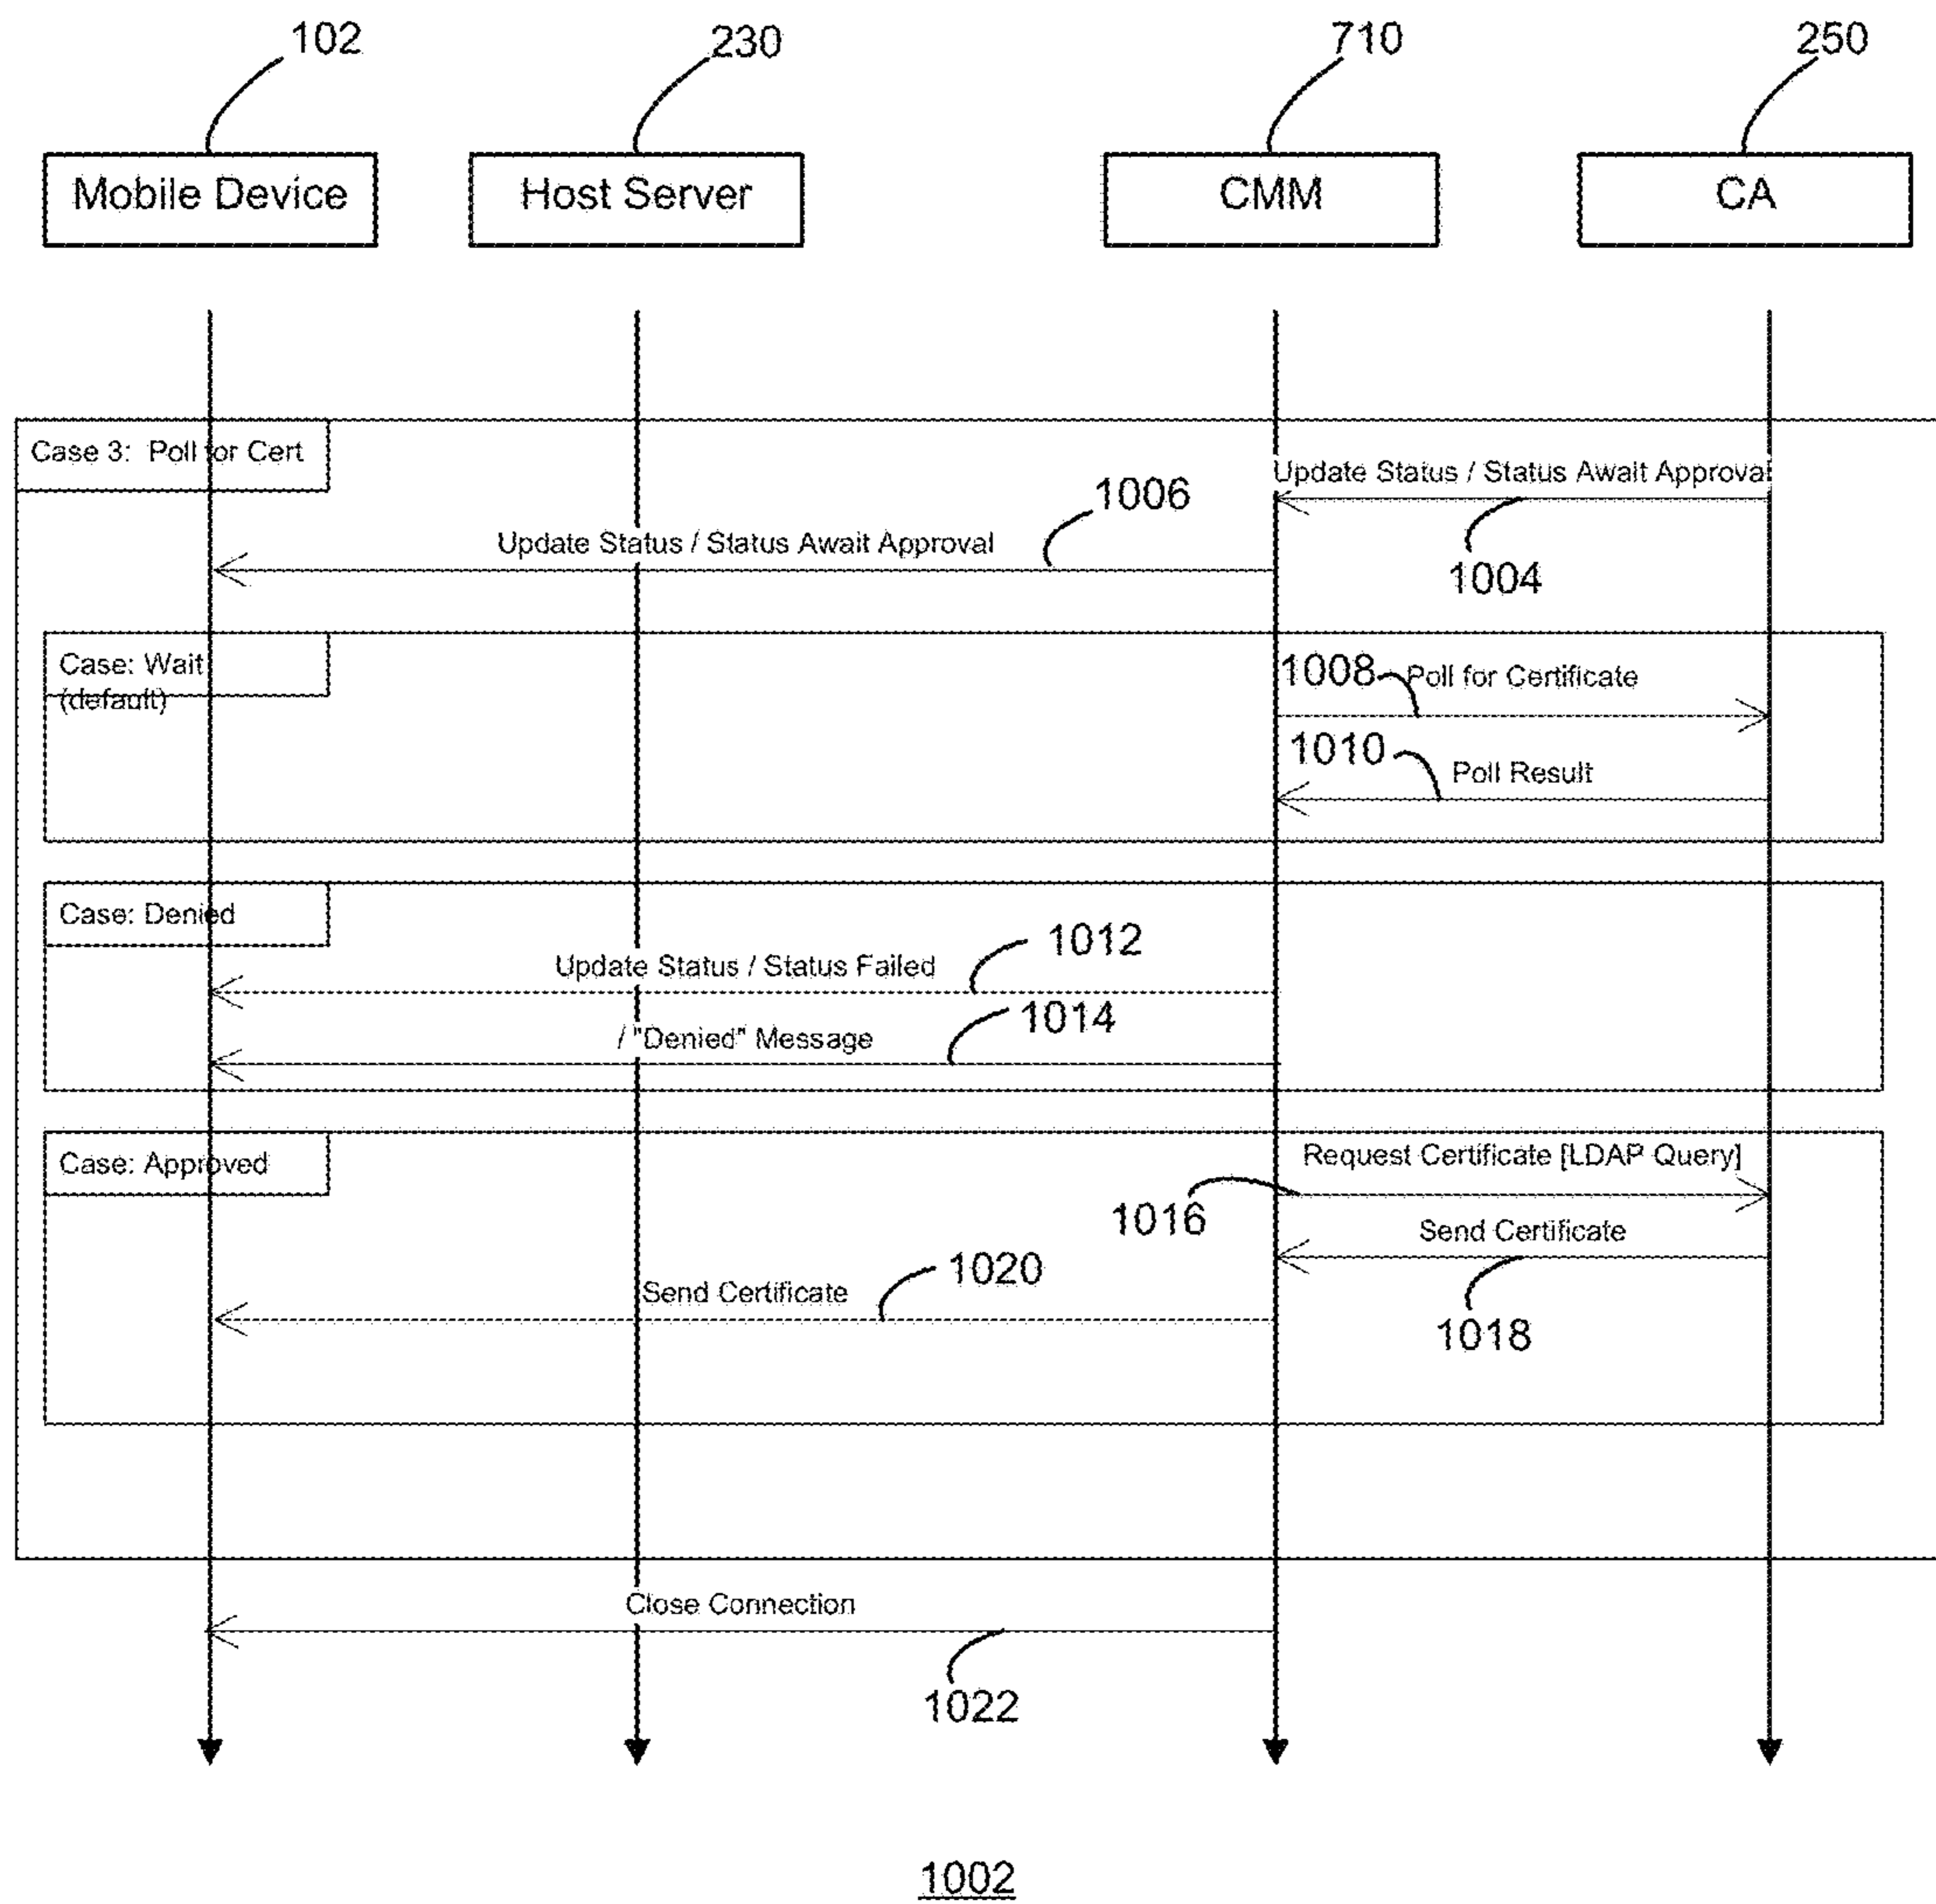 102
230
710
250
Mobile Device
Host Server
CMM
CA
Case 3: Poll for Cert
Update Status / Status Await Approval
1004
1006
Update Status / Status Await Approval
Case: Wait
(default)
1008
Poll for Certificate
1010
Poll Result
Case: Denied
1012
Update Status / Status Failed
1014
/ "Denied" Message
Case: Approved
Request Certificate [LDAP Query]
1016
Send Certificate
1018
1020
Send Certificate
Close Connection
1022
1002